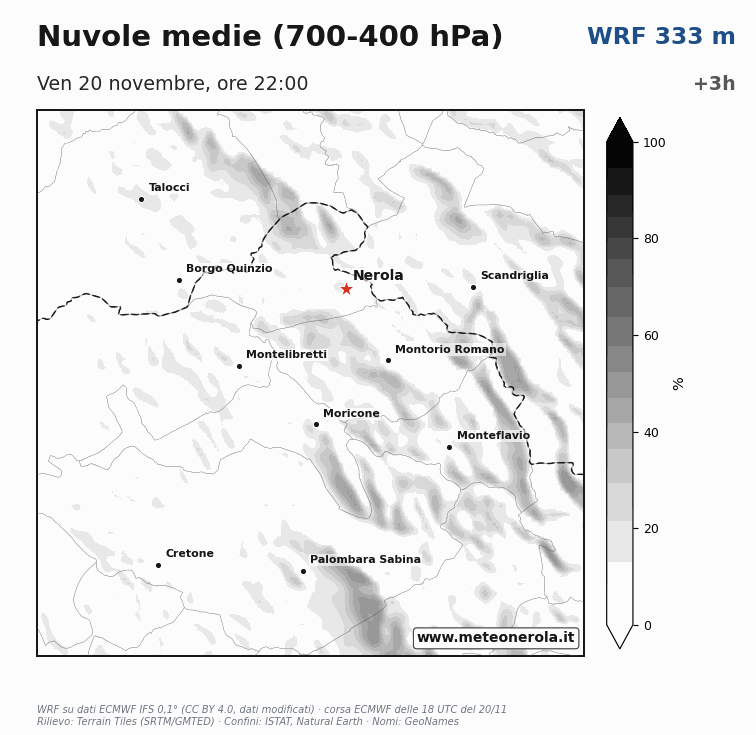 Nuvole medie (700-400 hPa)
WRF 333 m
Ven 20 novembre, ore 22:00
+3h
Talocci
Borgo Quinzio
Nerola
Scandriglia
Montelibretti
Montorio Romano
Moricone
Monteflavio
Cretone
Palombara Sabina
www.meteonerola.it
100
80
60
40
20
0
%
WRF su dati ECMWF IFS 0,1° (CC BY 4.0, dati modificati) · corsa ECMWF delle 18 UTC del 20/11
Rilievo: Terrain Tiles (SRTM/GMTED) · Confini: ISTAT, Natural Earth · Nomi: GeoNames